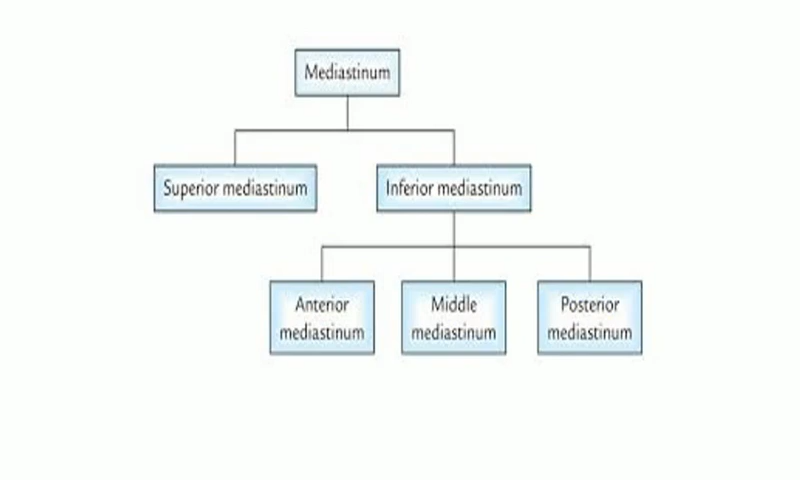 Mediastinum
Superior mediastinum
Inferior mediastinum
Anterior
mediastinum
Middle
mediastinum
Posterior
mediastinum